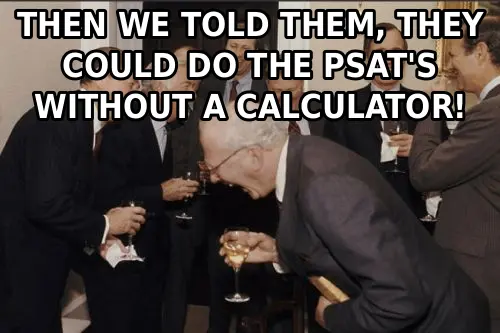 THEN WE TOLD THEM, THEY
COULD DO THE PSAT'S
WITHOUT A CALCULATOR!